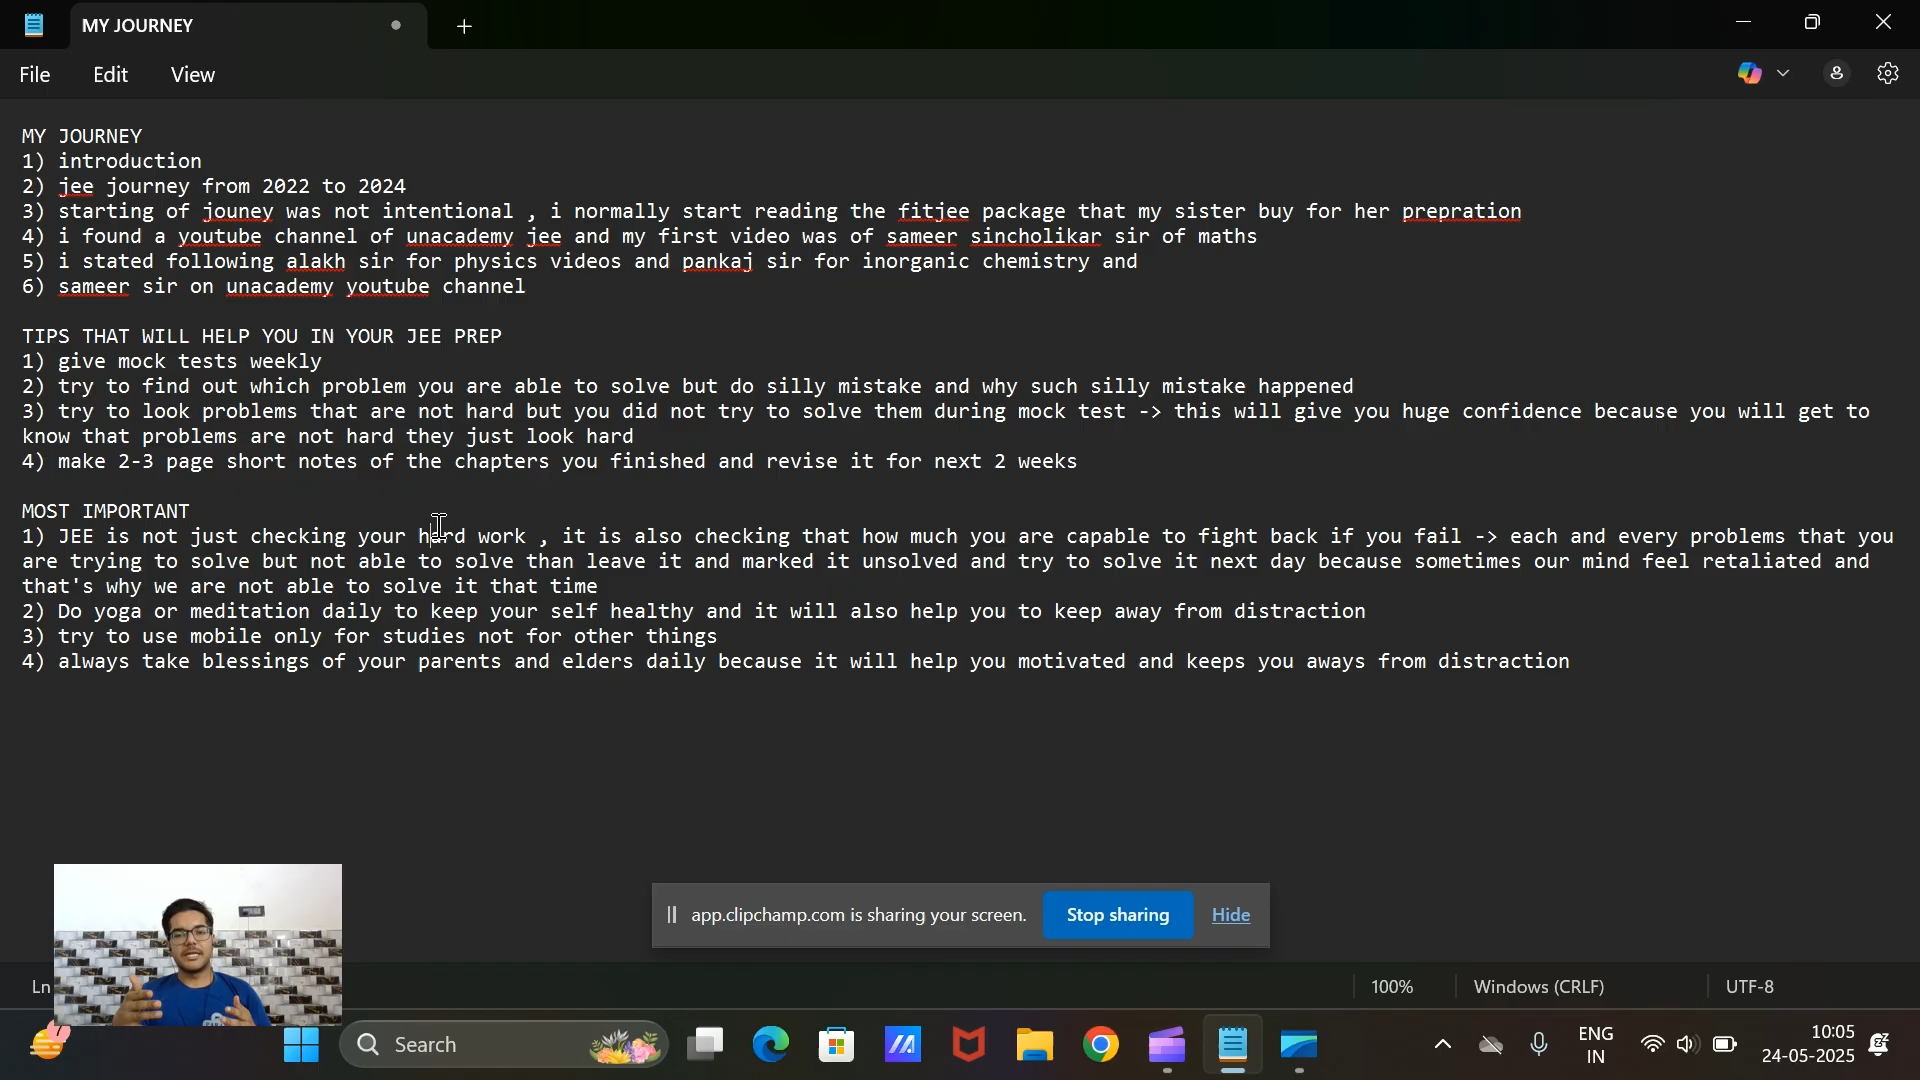 MY JOURNEY
File Edit View
MY JOURNEY
1) introduction
2) jee journey from 2022 to 2024
3) starting of jouney was not intentional , i normally start reading the fitjee package that my sister buy for her prepration
4) i found a youtube channel of unacademy jee and my first video was of sameer sincholikar sir of maths
5) i stated following alakh sir for physics videos and pankaj sir for inorganic chemistry and
6) sameer sir on unacademy youtube channel
TIPS THAT WILL HELP YOU IN YOUR JEE PREP
1) give mock tests weekly
2) try to find out which problem you are able to solve but do silly mistake and why such silly mistake happened
3) try to look problems that are not hard but you did not try to solve them during mock test -> this will give you huge confidence because you will get to
know that problems are not hard they just look hard
4) make 2-3 page short notes of the chapters you finished and revise it for next 2 weeks
MOST IMPORTANT
1) JEE is not just checking your hard work , it is also checking that how much you are capable to fight back if you fail -> each and every problems that you
are trying to solve but not able to solve than leave it and marked it unsolved and try to solve it next day because sometimes our mind feel retaliated and
that's why we are not able to solve it that time
2) Do yoga or meditation daily to keep your self healthy and it will also help you to keep away from distraction
3) try to use mobile only for studies not for other things
4) always take blessings of your parents and elders daily because it will help you motivated and keeps you aways from distraction
app.clipchamp.com is sharing your screen. Stop sharing Hide
Ln 100% Windows (CRLF) UTF-8
7 Search ENG 10:05
IN 24-05-2025